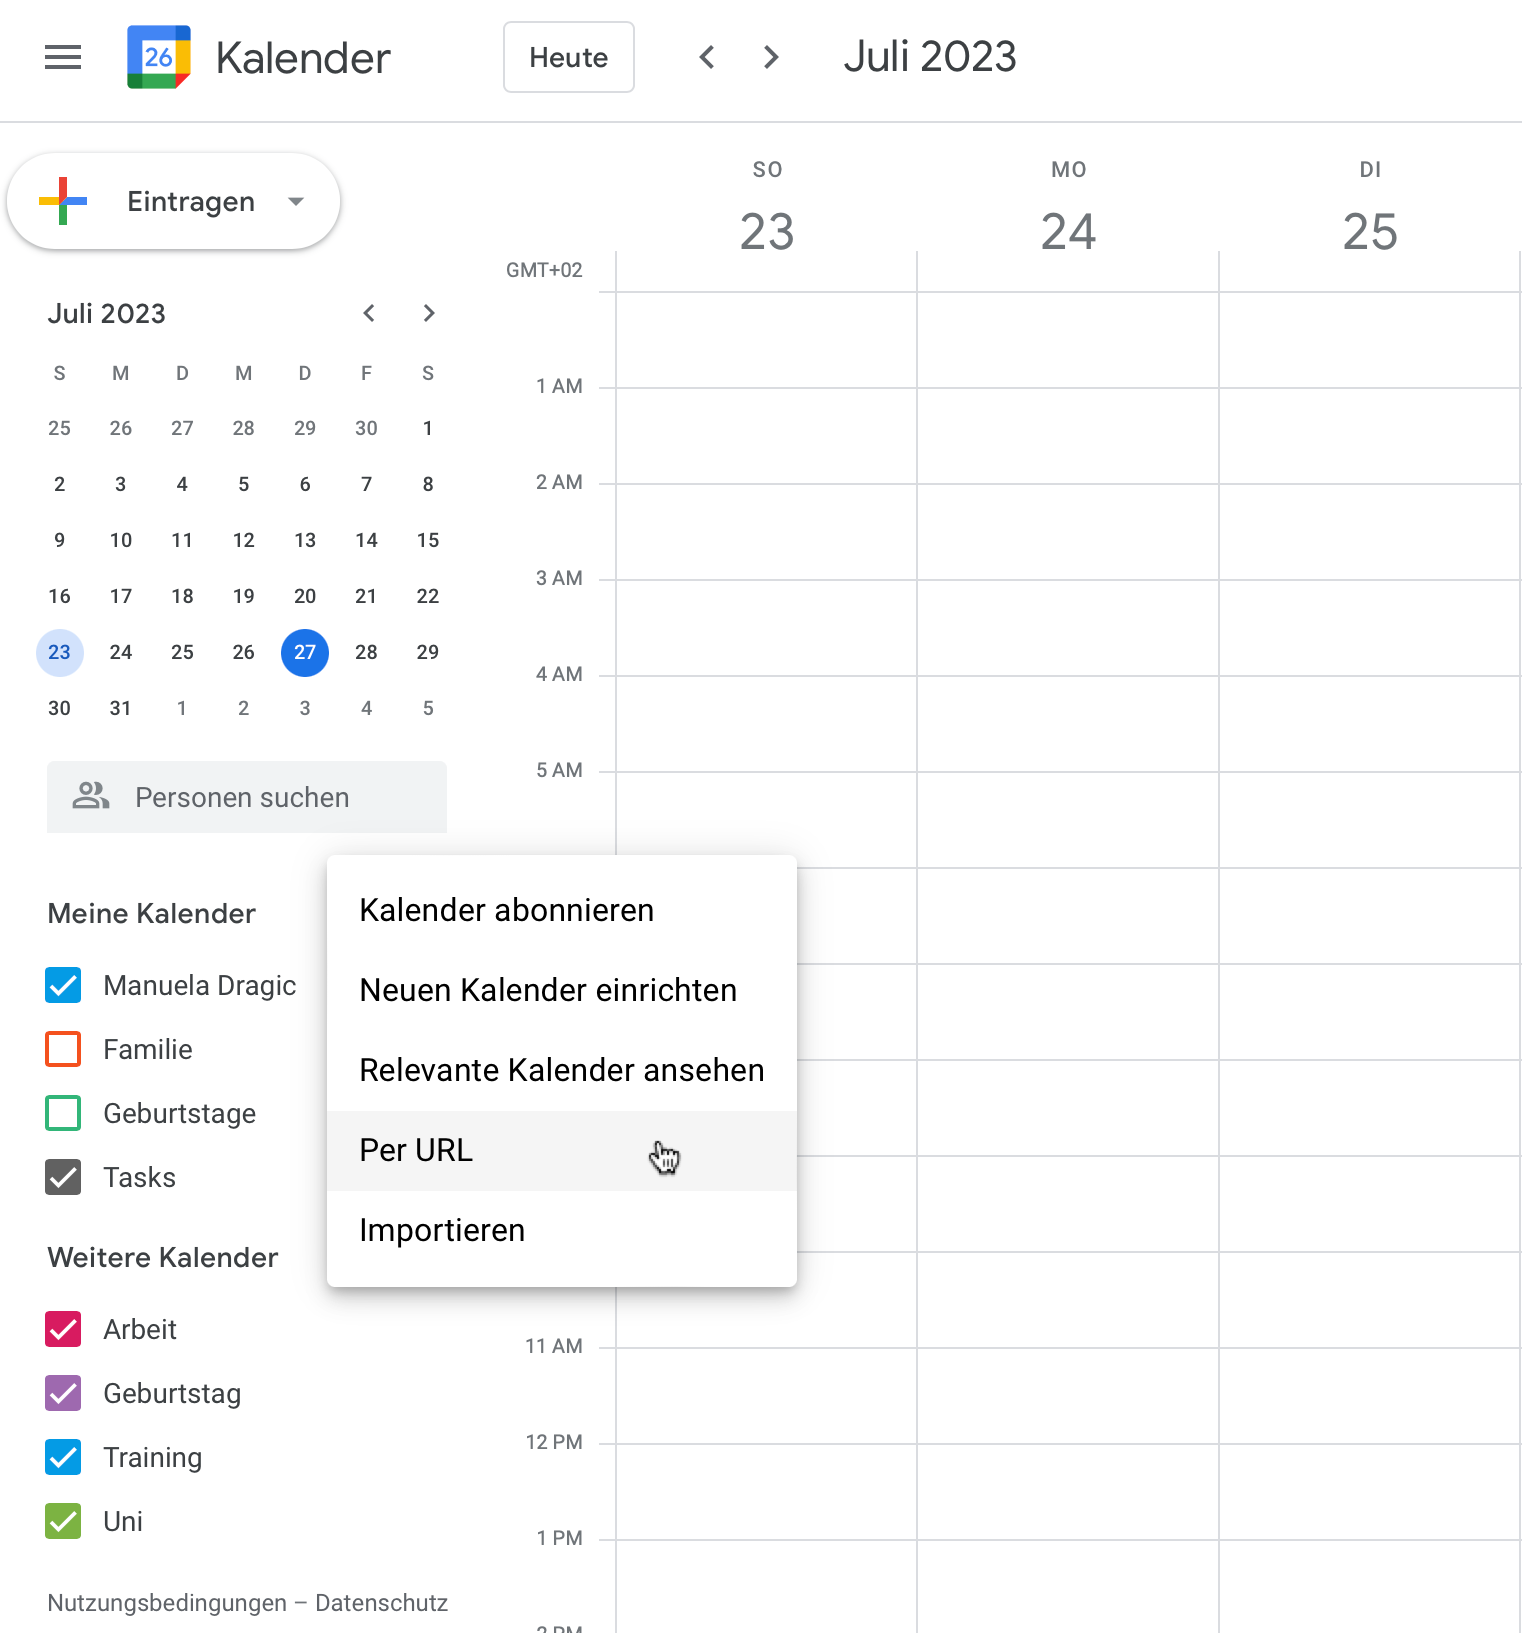 26 Kalender Heute Juli 2023
Eintragen
SO MO DI
23 24 25
GMT+02
Juli 2023
S M D M D F S
25 26 27 28 29 30 1
2 3 4 5 6 7 8
9 10 11 12 13 14 15
16 17 18 19 20 21 22
23 24 25 26 27 28 29
30 31 1 2 3 4 5
Personen suchen
1 AM
2 AM
3 AM
4 AM
5 AM
Meine Kalender
Manuela Dragic
Familie
Geburtstage
Tasks
Kalender abonnieren
Neuen Kalender einrichten
Relevante Kalender ansehen
Per URL
Importieren
Weitere Kalender
Arbeit
Geburtstag
Training
Uni
11 AM
12 PM
1 PM
2 PM
Nutzungsbedingungen – Datenschutz